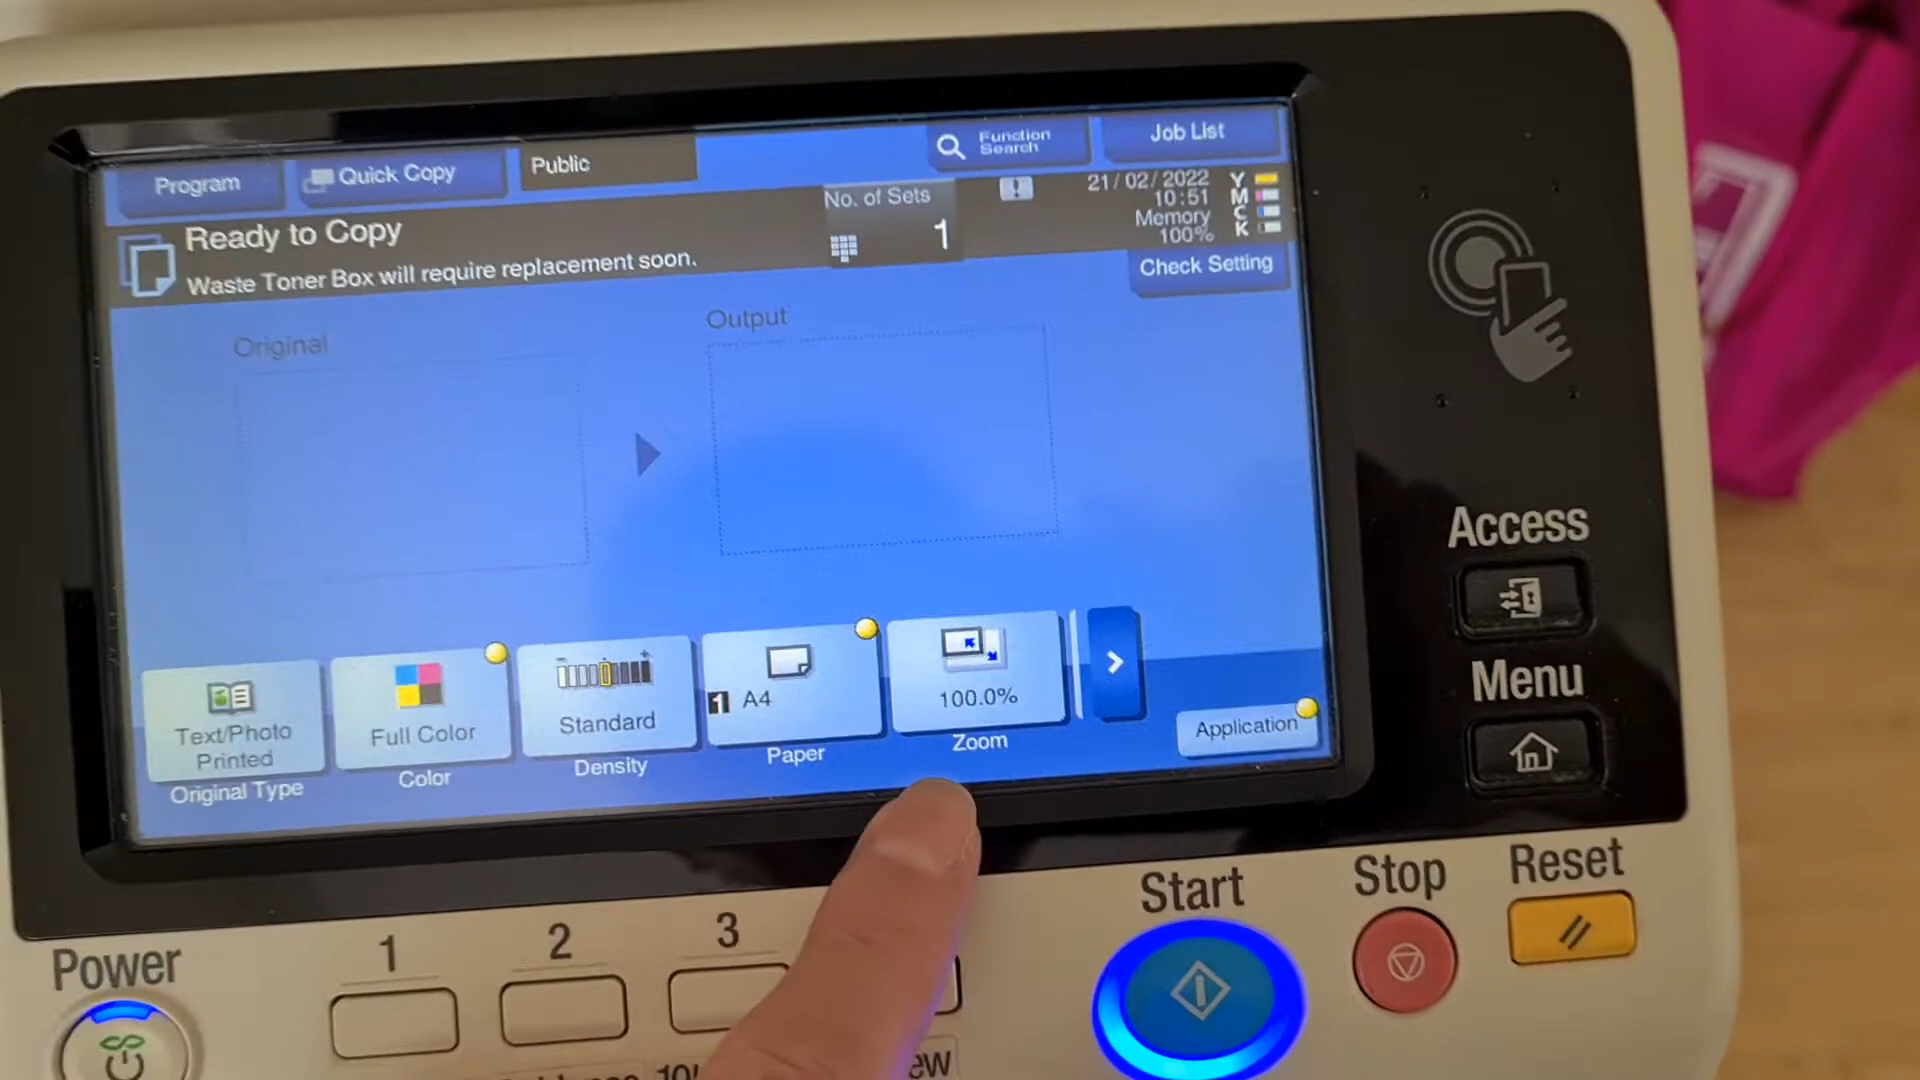 Program
Quick Copy
Public
Function
Search
Job List
Ready to Copy
Waste Toner Box will require replacement soon.
No. of Sets
1
21/02/2022
10:51
Memory
100%
Y
M
C
K
Check Setting
Original
Output
Text/Photo
Printed
Original Type
Full Color
Color
Standard
Density
1 A4
Paper
100.0%
Zoom
Application
Access
Menu
Power
1
2
3
Start
Stop
Reset